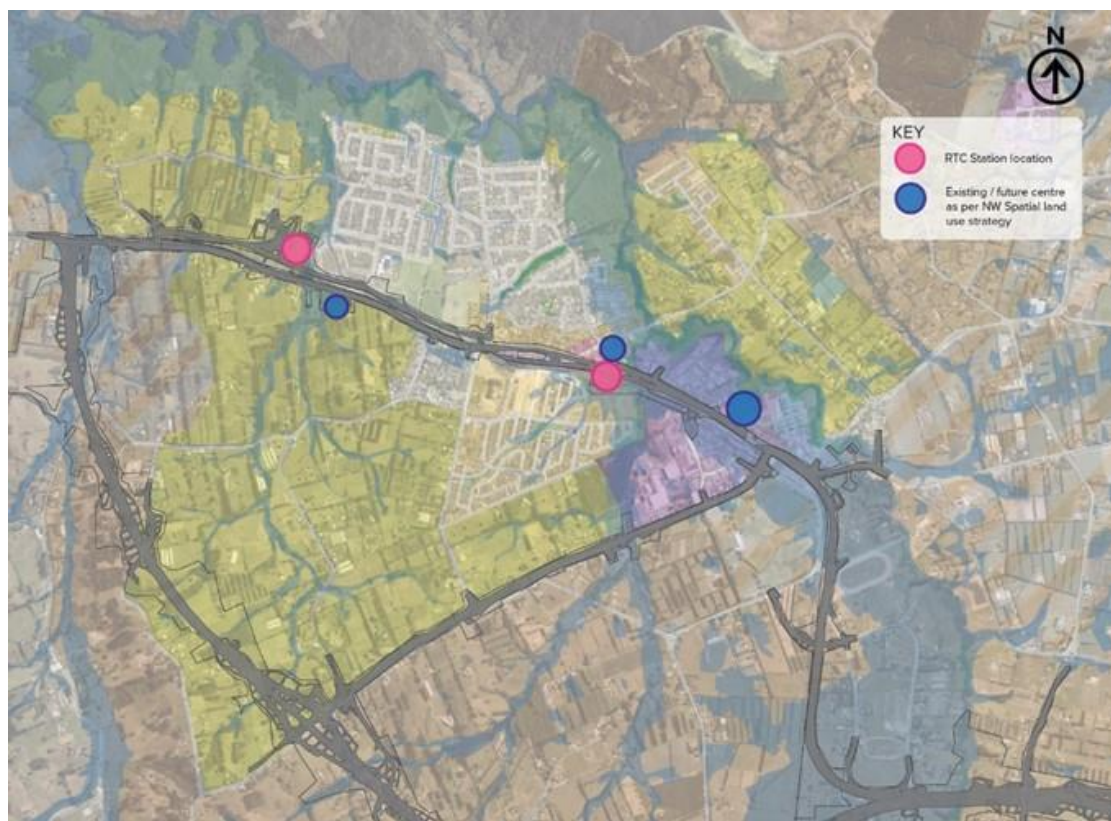 N
KEY
RTC Station location
Existing / future centre
as per NW Spatial land
use strategy